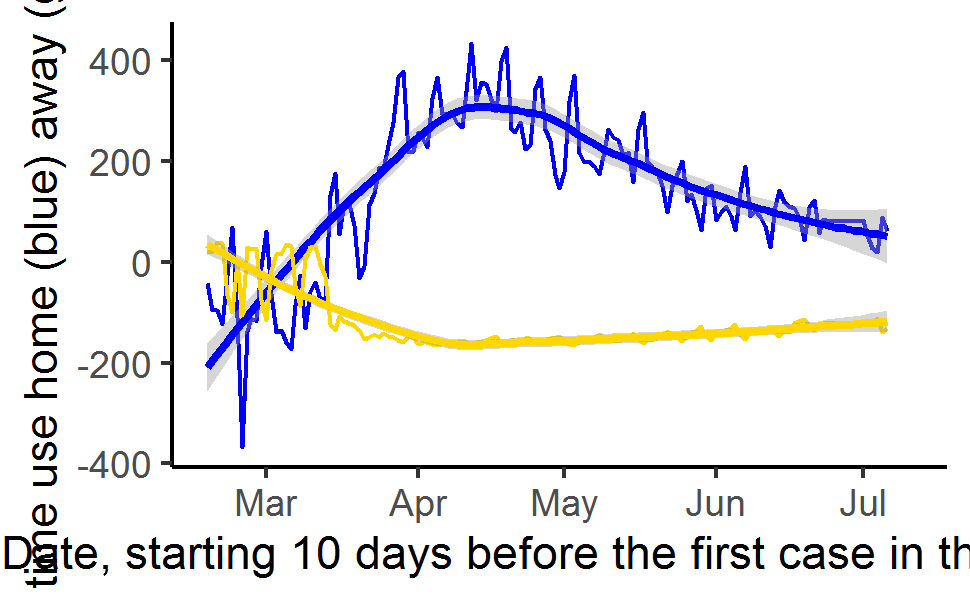 time use home (blue) away (
400
200
0
-200
-400
Mar Apr May Jun Jul
Date, starting 10 days before the first case in th